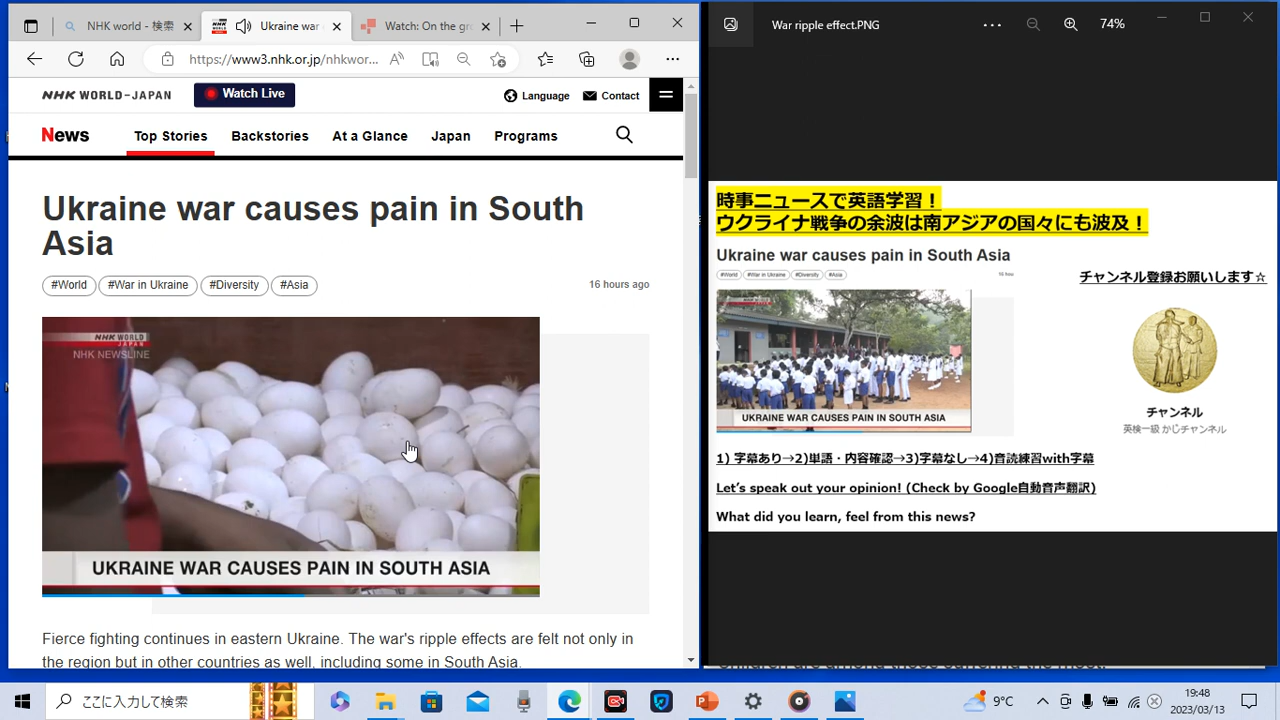 NHK world - 検索
Ukraine war
Watch: On the gr
https://www3.nhk.or.jp/nhkwor...
NHK WORLD-JAPAN
Watch Live
Language
Contact
News
Top Stories
Backstories
At a Glance
Japan
Programs
Ukraine war causes pain in South
Asia
#World
#War in Ukraine
#Diversity
#Asia
16 hours ago
NHK WORLD
JAPAN
NHK NEWSLINE
UKRAINE WAR CAUSES PAIN IN SOUTH ASIA
Fierce fighting continues in eastern Ukraine. The war's ripple effects are felt not only in
the region but in other countries as well, including some in South Asia.
War ripple effect.PNG
74%
時事ニュースで英語学習！
ウクライナ戦争の余波は南アジアの国々にも波及！
Ukraine war causes pain in South Asia
#World
#War in Ukraine
#Diversity
#Asia
16 hou
チャンネル登録お願いします☆
UKRAINE WAR CAUSES PAIN IN SOUTH ASIA
チャンネル
英検一級 かじチャンネル
1) 字幕あり→2)単語・内容確認→3)字幕なし→4)音読練習with字幕
Let's speak out your opinion! (Check by Google自動音声翻訳)
What did you learn, feel from this news?
ここに入力して検索
9°C
19:48
2023/03/13